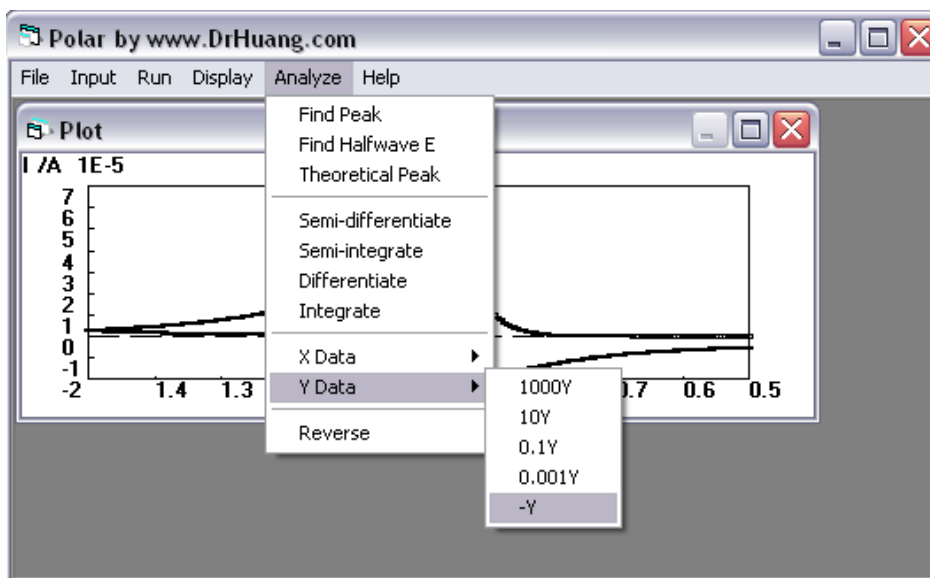 Polar by www.DrHuang.com
File Input Run Display Analyze Help
Plot
I /A 1E-5
7
6
5
4
3
2
1
0
-1
-2 1.4 1.3 0.7 0.6 0.5
Find Peak
Find Halfwave E
Theoretical Peak
Semi-differentiate
Semi-integrate
Differentiate
Integrate
X Data
Y Data
Reverse
1000Y
10Y
0.1Y
0.001Y
-Y